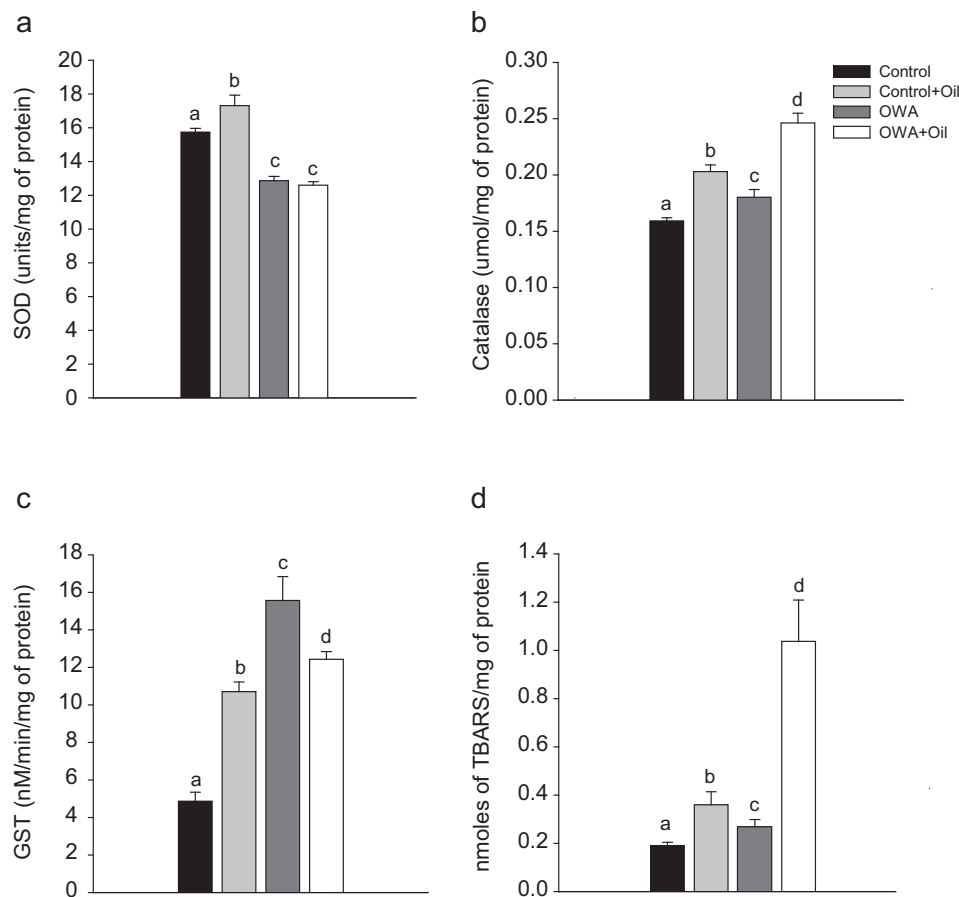 a
SOD (units/mg of protein)
20
18
16
14
12
10
8
6
4
2
0
a
b
c
c
b
Catalase (umol/mg of protein)
0.30
0.25
0.20
0.15
0.10
0.05
0.00
a
b
c
d
Control
Control+Oil
OWA
OWA+Oil
c
GST (nM/min/mg of protein)
18
16
14
12
10
8
6
4
2
0
a
b
c
d
d
nmoles of TBARS/mg of protein
1.4
1.2
1.0
0.8
0.6
0.4
0.2
0.0
a
b
c
d